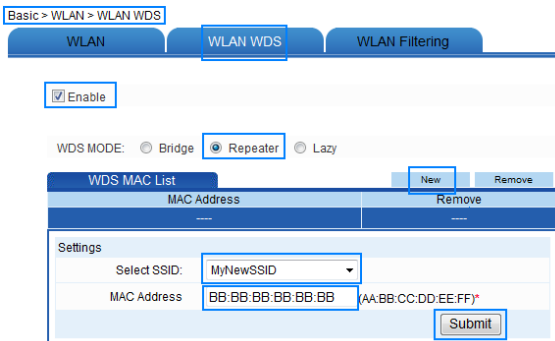 Basic > WLAN > WLAN WDS
WLAN WLAN WDS WLAN Filtering
Enable
WDS MODE: Bridge Repeater Lazy
WDS MAC List New Remove
MAC Address Remove
---- ----
Settings
Select SSID: MyNewSSID
MAC Address BB:BB:BB:BB:BB:BB (AA:BB:CC:DD:EE:FF)*
Submit